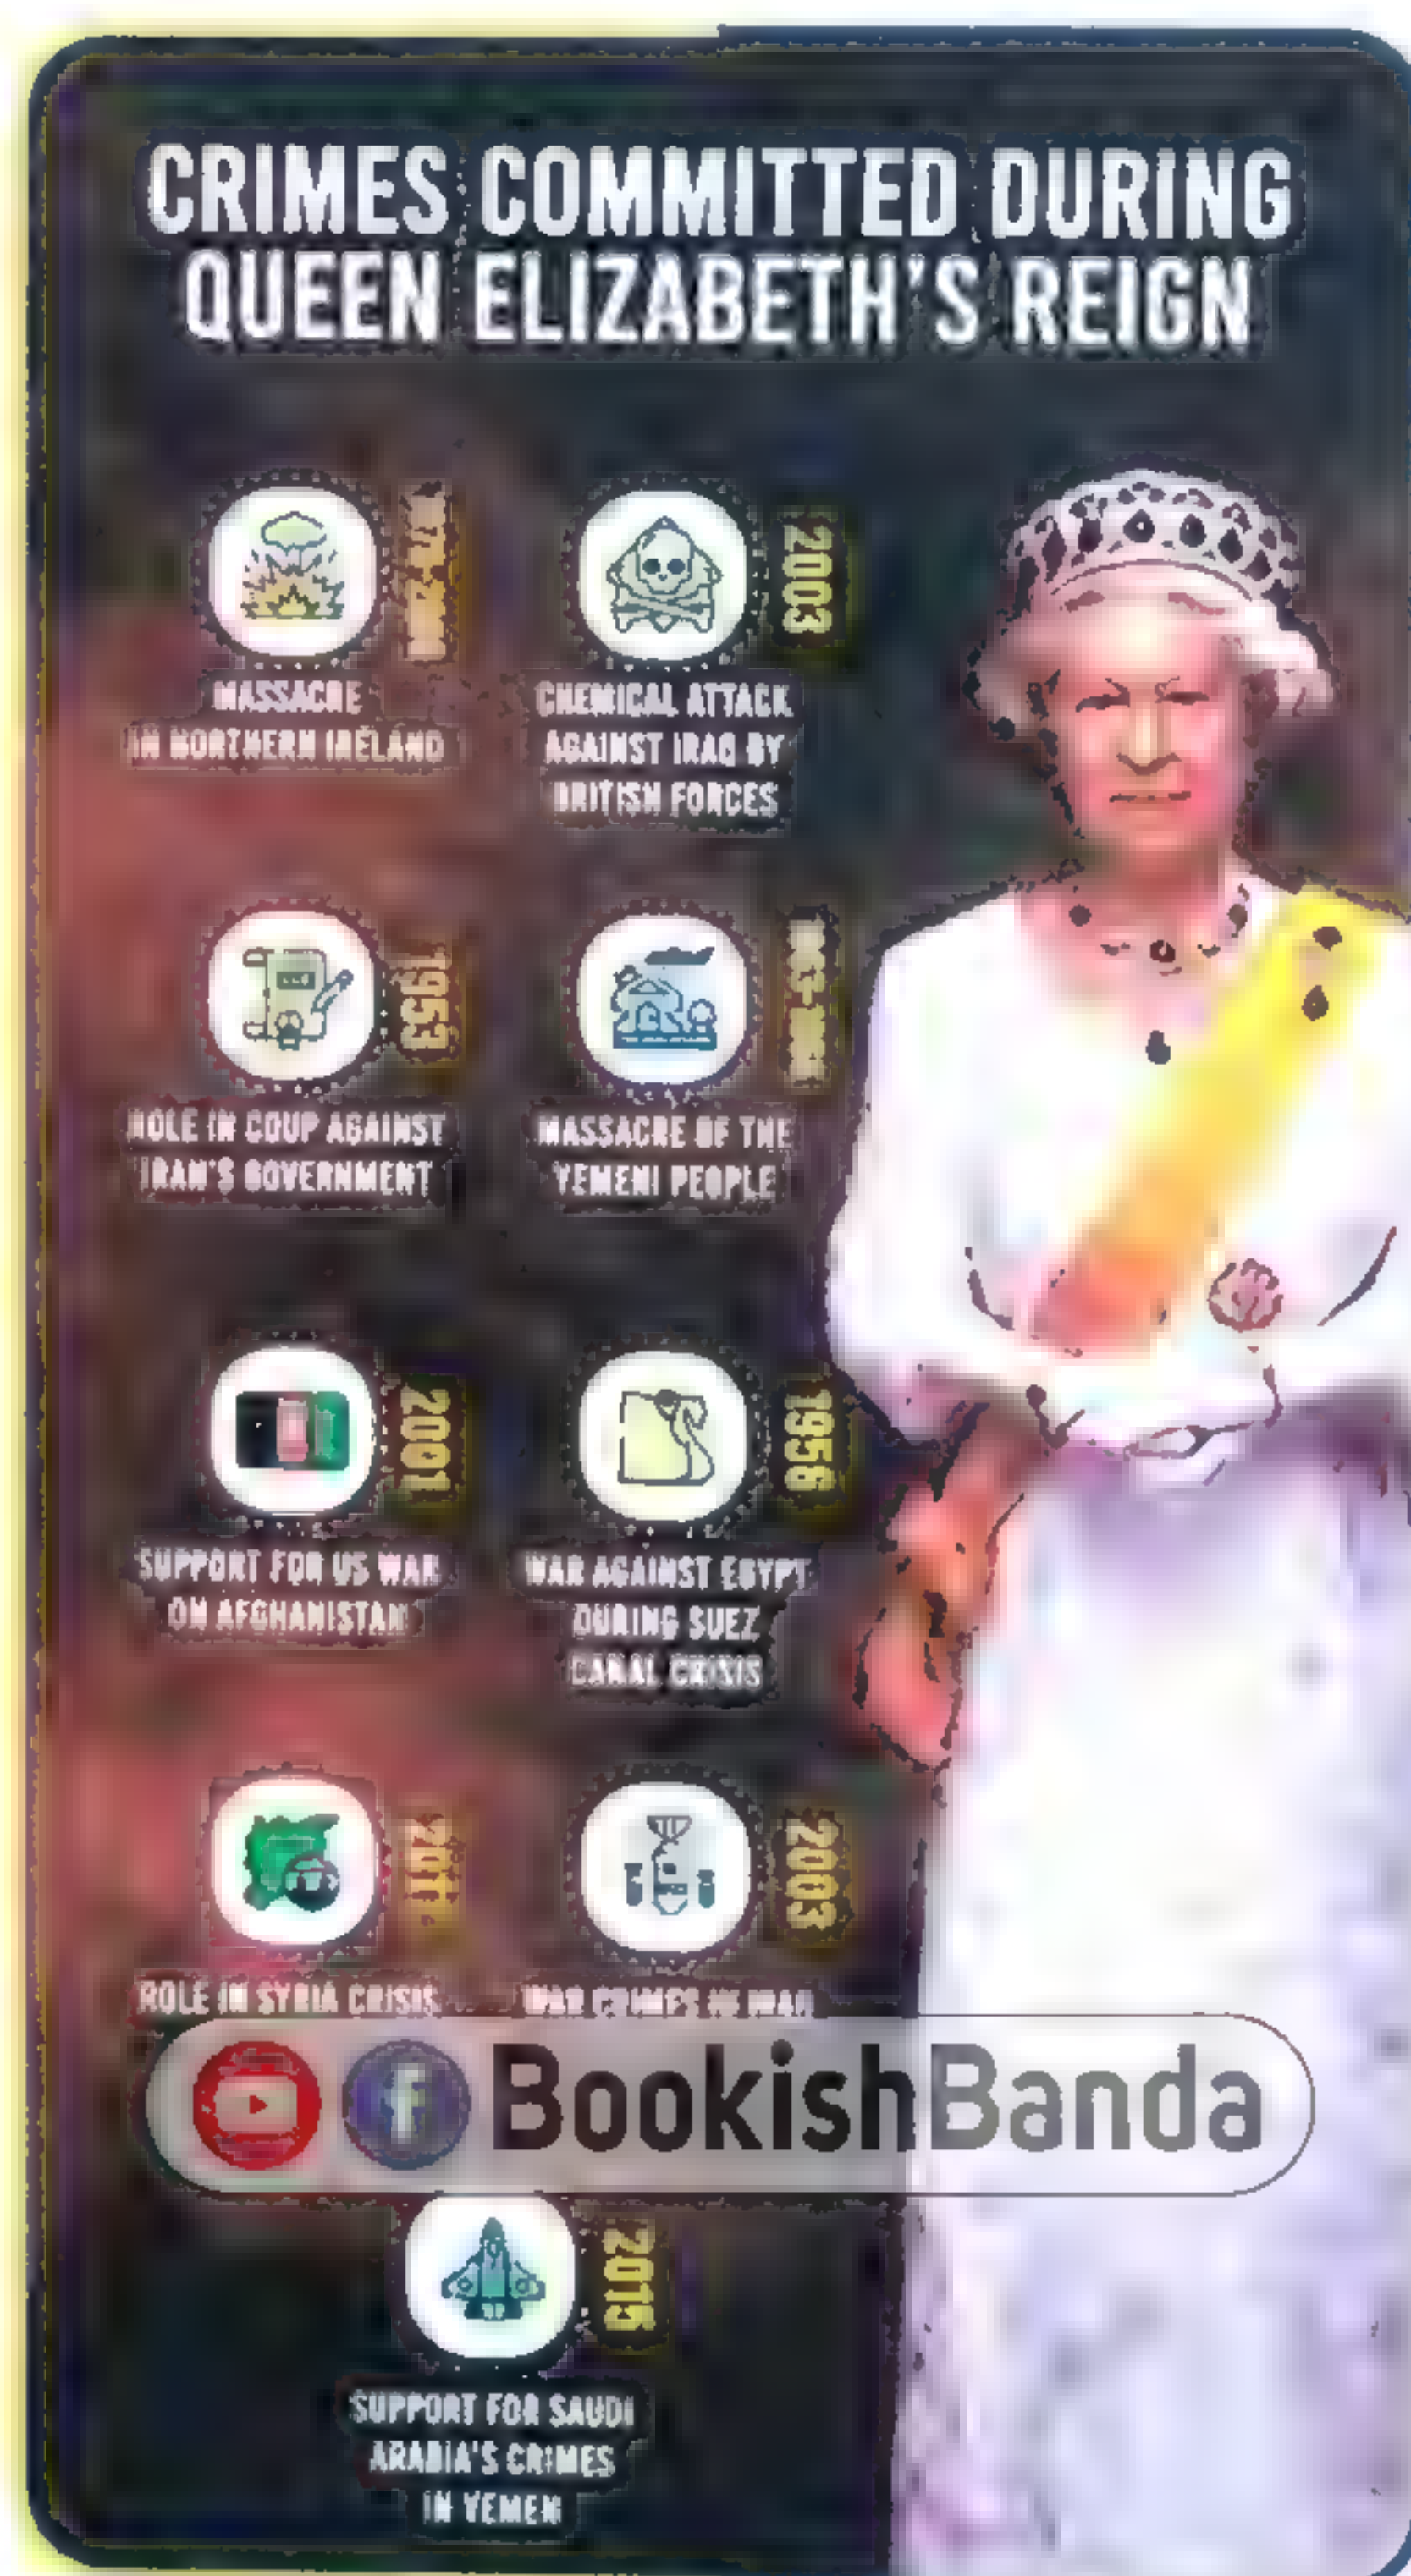 CRIMES COMMITTED DURING
QUEEN ELIZABETH'S REIGN
MASSACRE
IN NORTHERN IRELAND
2003
CHEMICAL ATTACK
AGAINST IRAQ BY
BRITISH FORCES
1953
ROLE IN COUP AGAINST
IRAN'S GOVERNMENT
MASSACRE OF THE
YEMENI PEOPLE
2001
SUPPORT FOR US WAR
ON AFGHANISTAN
1956
WAR AGAINST EGYPT
DURING SUEZ
CANAL CRISIS
2011
ROLE IN SYRIA CRISIS
2003
WAR CRIMES IN IRAQ
f BookishBanda
2015
SUPPORT FOR SAUDI
ARABIA'S CRIMES
IN YEMEN